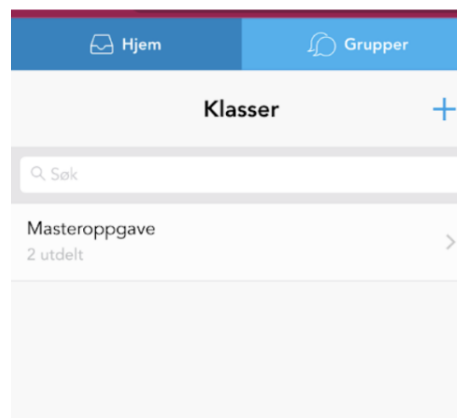 Hjem
Grupper
Klasser
Søk
Masteroppgave
2 utdelt